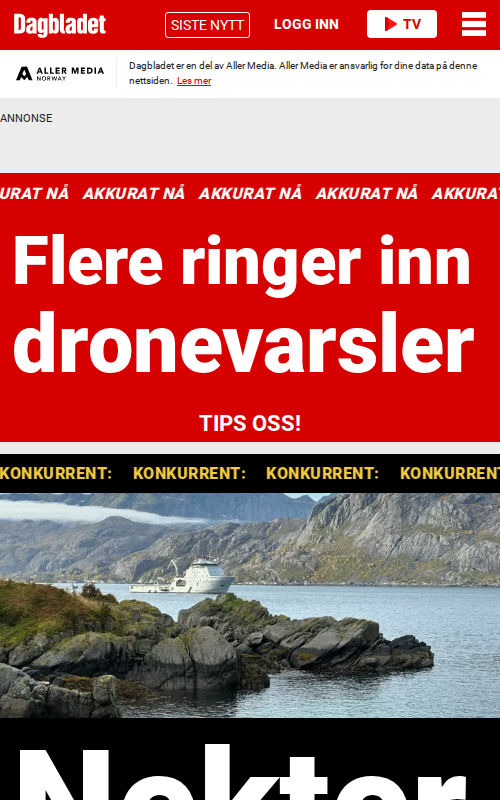 Dagbladet
SISTE NYTT
LOGG INN
TV
ALLER MEDIA
NORWAY
Dagbladet er en del av Aller Media. Aller Media er ansvarlig for dine data på denne
nettsiden. Les mer
ANNONSE
URAT NÅ AKKURAT NÅ AKKURAT NÅ AKKURAT NÅ AKKURAT
Flere ringer inn
dronevarsler
TIPS OSS!
KONKURRENT: KONKURRENT: KONKURRENT: KONKURRENT
Nekter